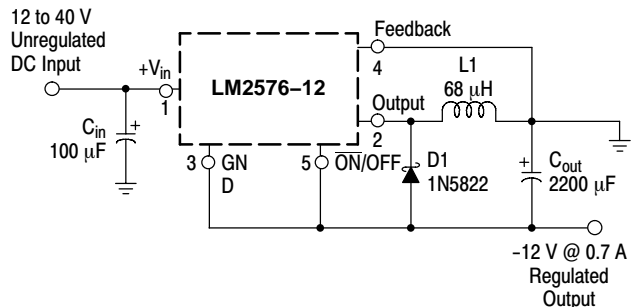 12 to 40 V
Unregulated
DC Input
+Vin
1
Cin
100 µF
+
LM2576–12
Feedback
4
Output
2
L1
68 µH
3
GN
D
5
ON/OFF
D1
1N5822
+
Cout
2200 µF
–12 V @ 0.7 A
Regulated
Output